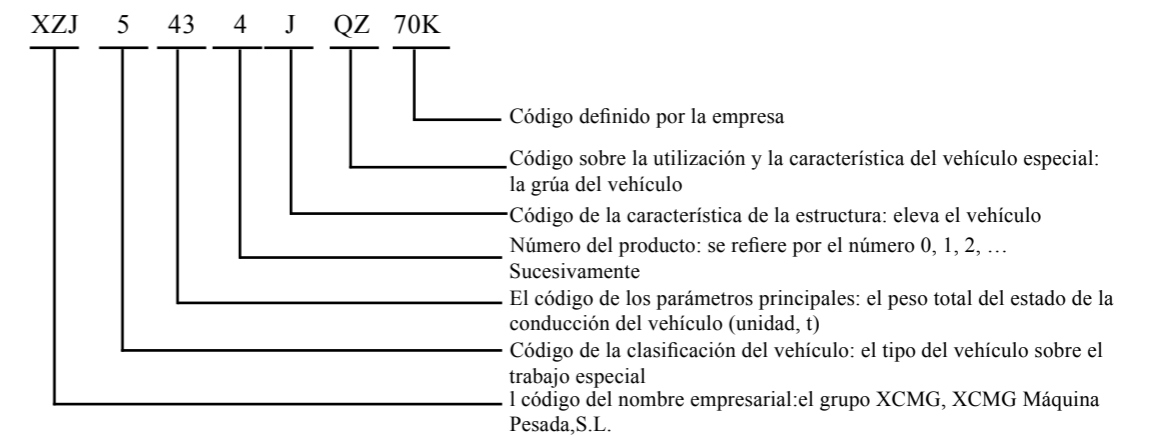 XZJ 5 43 4 J QZ 70K
Código definido por la empresa
Código sobre la utilización y la característica del vehículo especial:
la grúa del vehículo
Código de la característica de la estructura: eleva el vehículo
Número del producto: se refiere por el número 0, 1, 2, …
Sucesivamente
El código de los parámetros principales: el peso total del estado de la
conducción del vehículo (unidad, t)
Código de la clasificación del vehículo: el tipo del vehículo sobre el
trabajo especial
l código del nombre empresarial:el grupo XCMG, XCMG Máquina
Pesada,S.L.